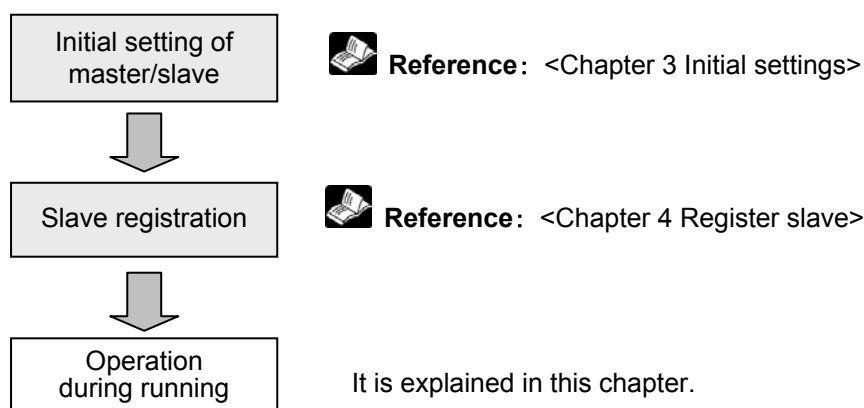 Initial setting of
master/slave
Reference: <Chapter 3 Initial settings>
Slave registration
Reference: <Chapter 4 Register slave>
Operation
during running
It is explained in this chapter.